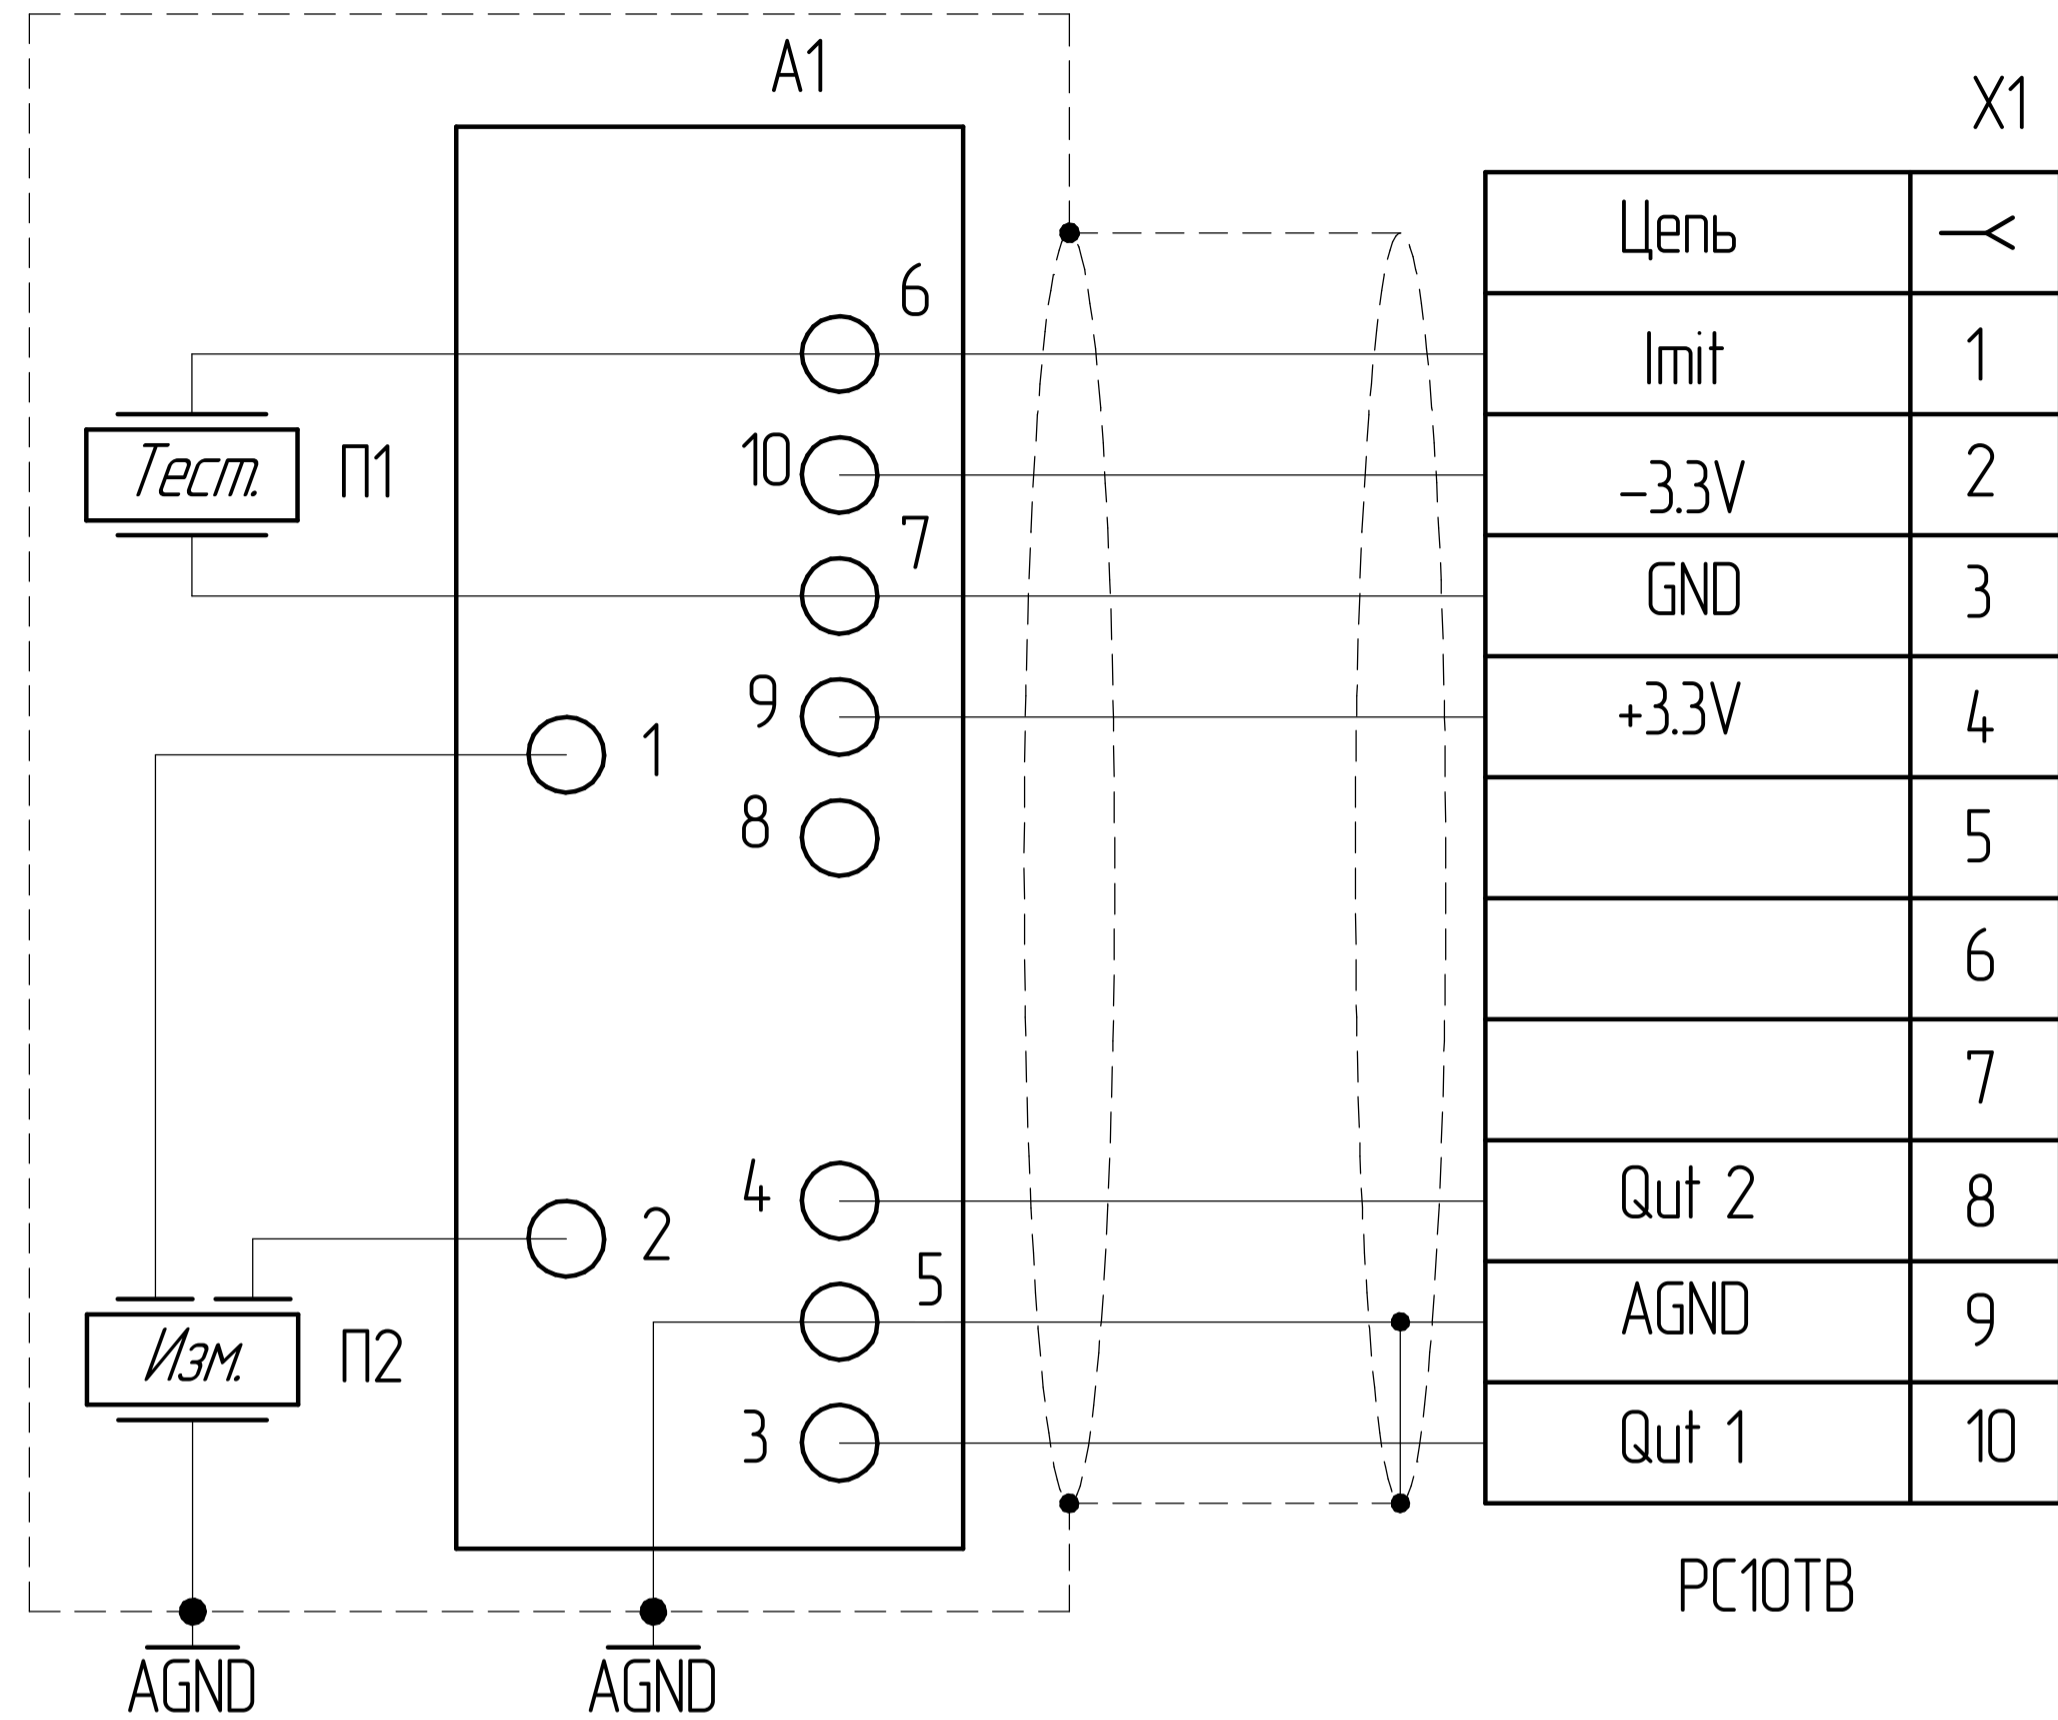 А1
X1
Цепь
6
Imit 1
Тест. П1
10
-3.3V 2
7
GND 3
9
+3.3V 4
1
8
5
6
7
4
Qut 2 8
2
5
AGND 9
Изм. П2
3
Qut 1 10
РС10ТВ
AGND
AGND